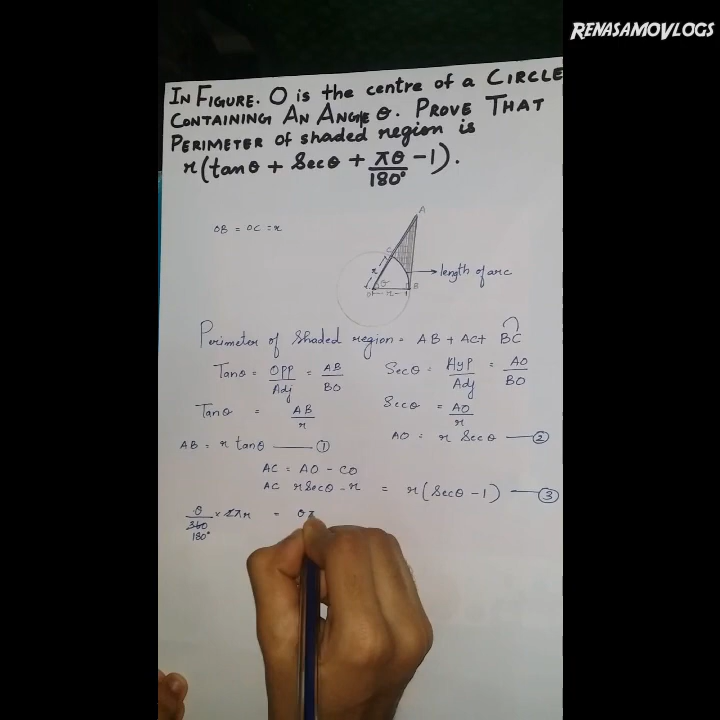 RENASAMOVLOGS
IN FIGURE. O is the centre of a CIRCLE
CONTAINING AN ANGLE θ. PROVE THAT
PERIMETER of shaded region is
r(tanθ + Secθ + πθ/180° - 1).
A
OB = OC = r
C
r
θ
length of arc
O r B
Perimeter of Shaded region = AB + AC + B͡C
Tanθ = OPP/Adj = AB/BO Secθ = Hyp/Adj = AO/BO
Tanθ = AB/r Secθ = AO/r
AB = r tanθ — ① AO = r Secθ — ②
AC = AO - CO
AC rSecθ - r = r(Secθ - 1) — ③
θ/360 × 2πr = θπ
180°